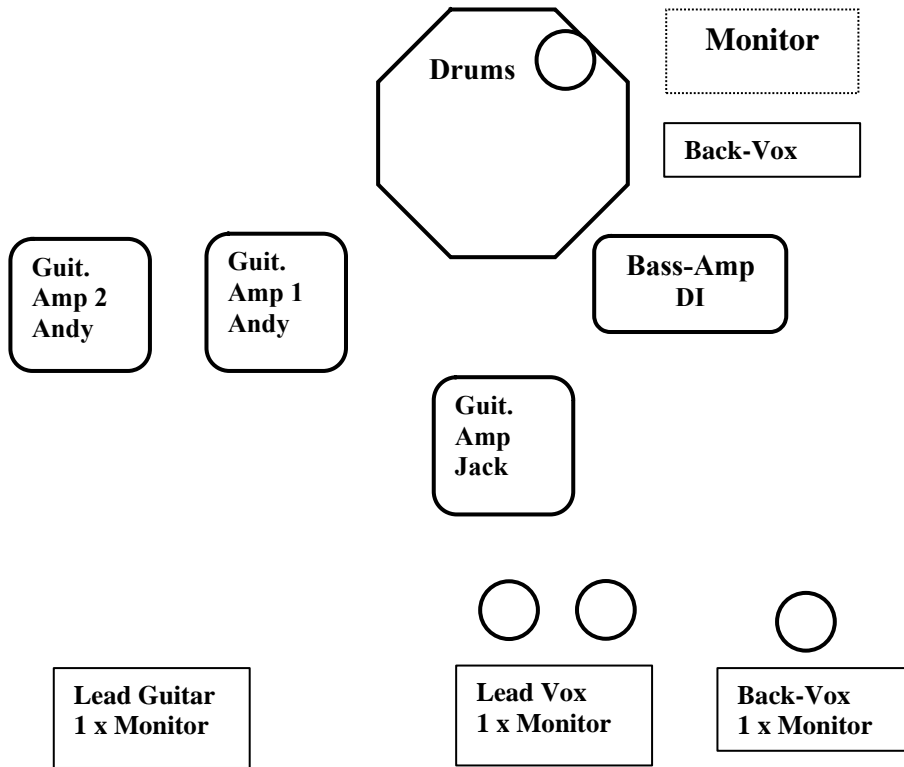 Monitor
Drums
Back-Vox
Guit.
Amp 2
Andy
Guit.
Amp 1
Andy
Bass-Amp
DI
Guit.
Amp
Jack
Lead Guitar
1 x Monitor
Lead Vox
1 x Monitor
Back-Vox
1 x Monitor